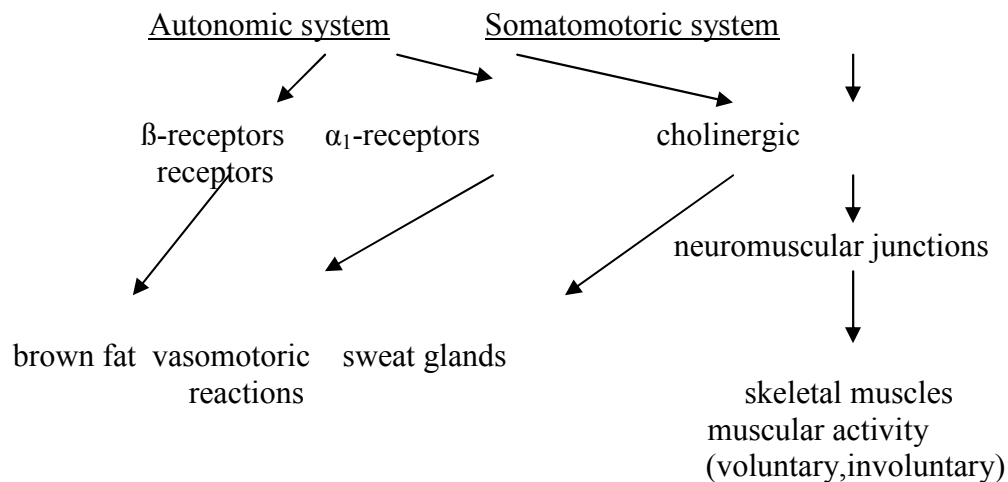 Autonomic system Somatomotoric system
ß-receptors α₁-receptors cholinergic
receptors
neuromuscular junctions
brown fat vasomotoric sweat glands
reactions
skeletal muscles
muscular activity
(voluntary,involuntary)